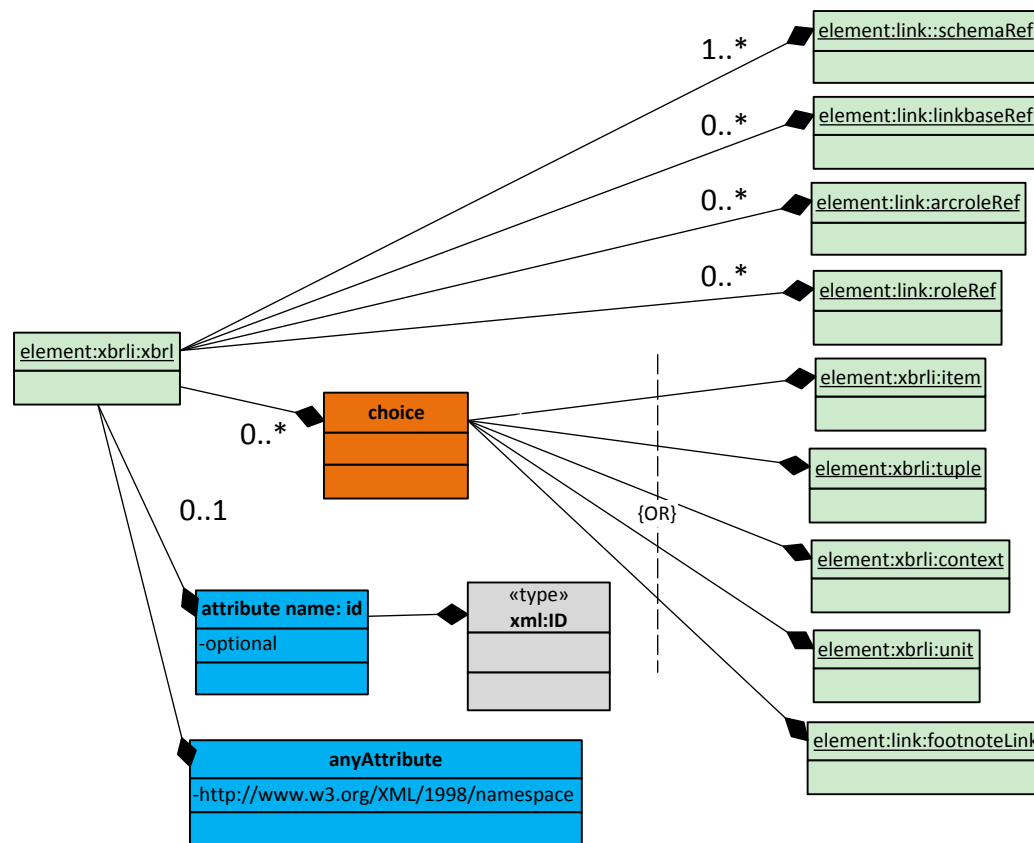 1..*
element:link::schemaRef
0..*
element:link:linkbaseRef
0..*
element:link:arcroleRef
0..*
element:link:roleRef
element:xbrli:xbrl
0..*
choice
element:xbrli:item
element:xbrli:tuple
{OR}
element:xbrli:context
element:xbrli:unit
element:link:footnoteLink
0..1
attribute name: id
-optional
«type»
xml:ID
anyAttribute
-http://www.w3.org/XML/1998/namespace